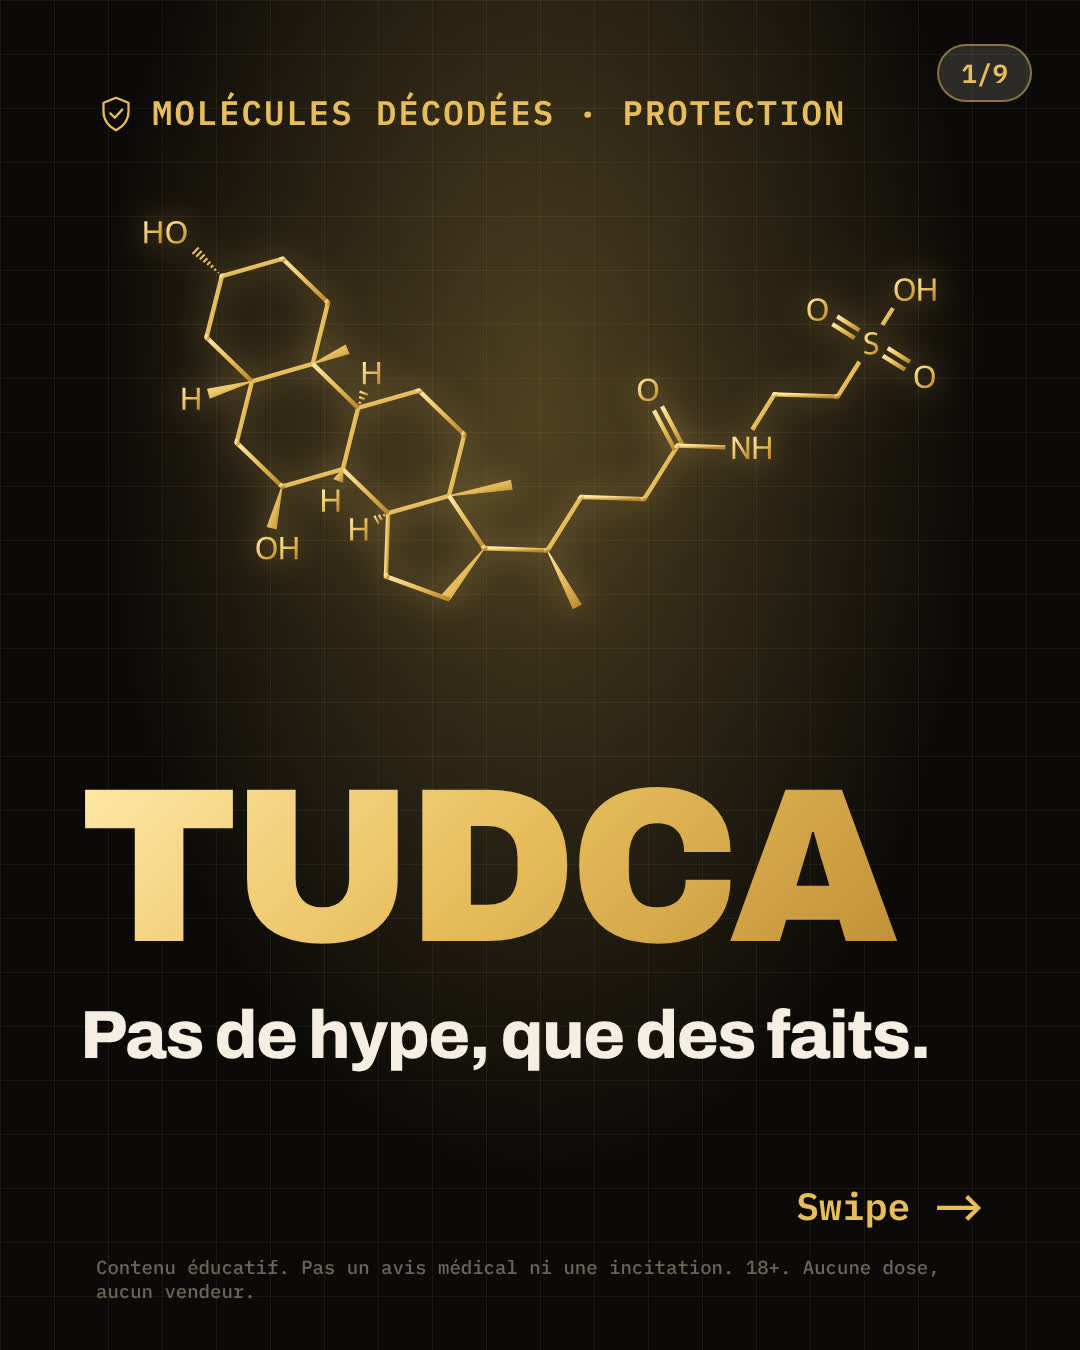 1/9
MOLÉCULES DÉCODÉES · PROTECTION
HO
OH
O
S
H
O
H
O
NH
H
H
OH
TUDCA
Pas de hype, que des faits.
Swipe →
Contenu éducatif. Pas un avis médical ni une incitation. 18+. Aucune dose,
aucun vendeur.